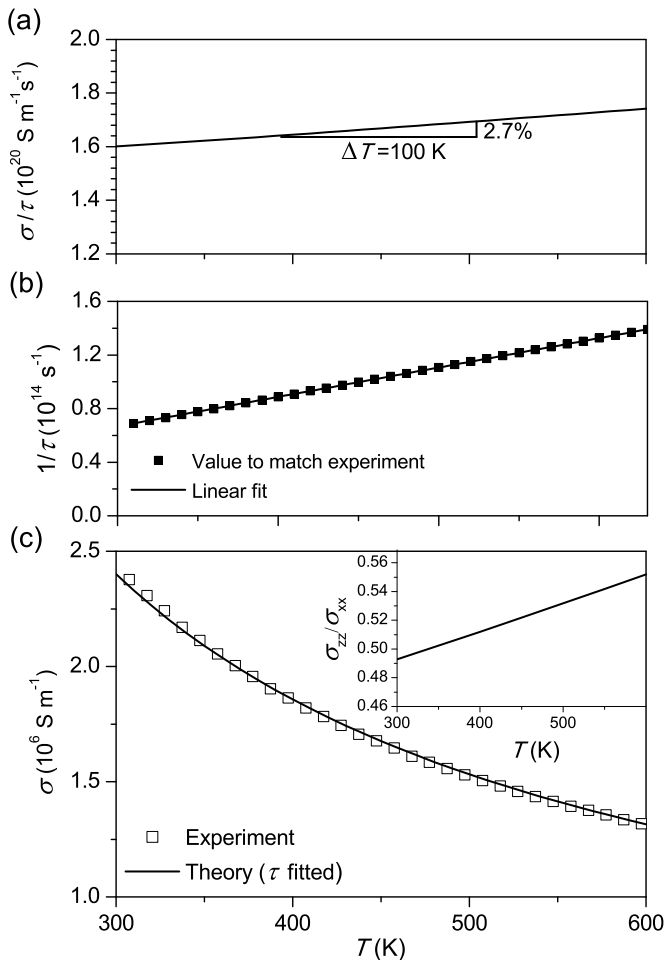 (a)
2.0
1.8
1.6
1.4
1.2
σ/τ (10²⁰ S m⁻¹s⁻¹)
2.7%
ΔT=100 K
(b)
1.6
1.2
0.8
0.4
0.0
1/τ (10¹⁴ s⁻¹)
Value to match experiment
Linear fit
(c)
2.5
2.0
1.5
1.0
σ (10⁶ S m⁻¹)
0.56
0.54
0.52
0.50
0.48
0.46
σzz/σxx
300 400 500
T (K)
Experiment
Theory (τ fitted)
300 400 500 600
T (K)